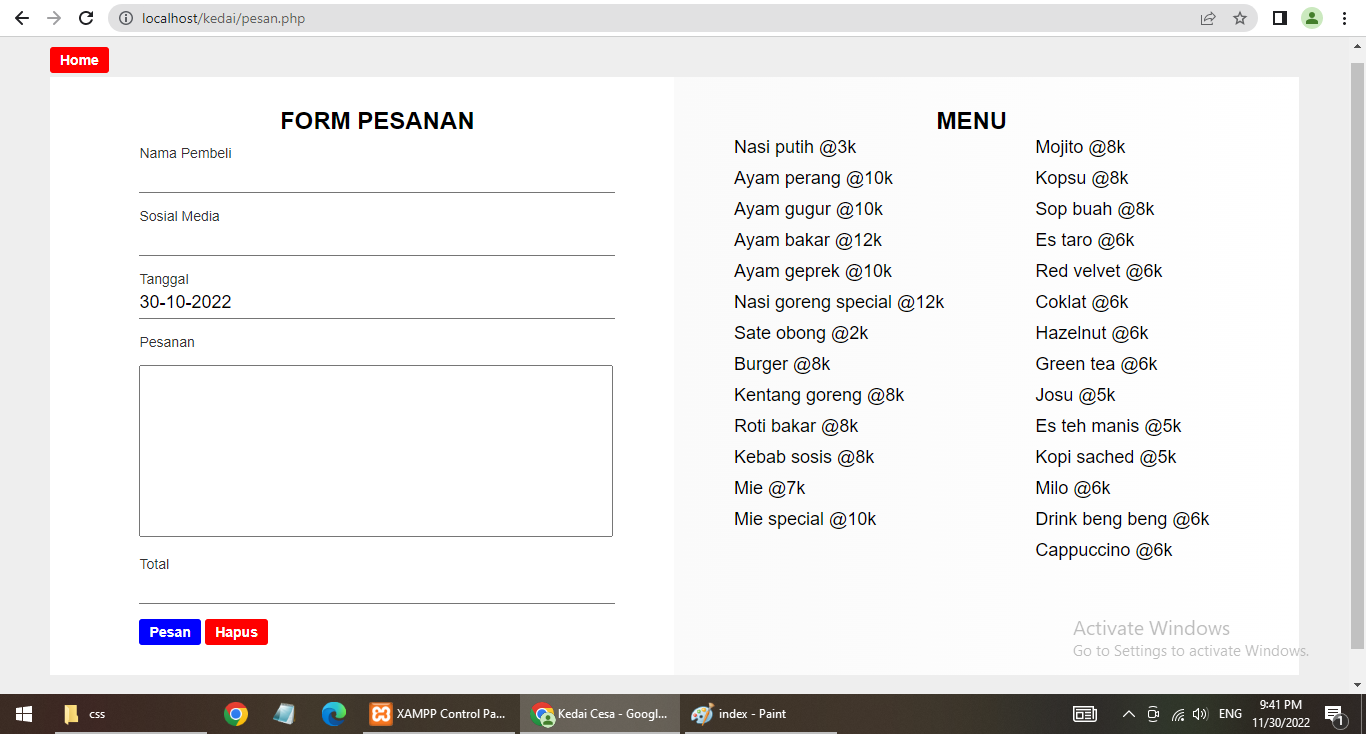 localhost/kedai/pesan.php
Home
FORM PESANAN
Nama Pembeli
Sosial Media
Tanggal
30-10-2022
Pesanan
Total
Pesan Hapus
MENU
Nasi putih @3k
Ayam perang @10k
Ayam gugur @10k
Ayam bakar @12k
Ayam geprek @10k
Nasi goreng special @12k
Sate obong @2k
Burger @8k
Kentang goreng @8k
Roti bakar @8k
Kebab sosis @8k
Mie @7k
Mie special @10k
Mojito @8k
Kopsu @8k
Sop buah @8k
Es taro @6k
Red velvet @6k
Coklat @6k
Hazelnut @6k
Green tea @6k
Josu @5k
Es teh manis @5k
Kopi sached @5k
Milo @6k
Drink beng beng @6k
Cappuccino @6k
Activate Windows
Go to Settings to activate Windows.
css
XAMPP Control Pa...
Kedai Cesa - Googl...
index - Paint
ENG
9:41 PM
11/30/2022
1